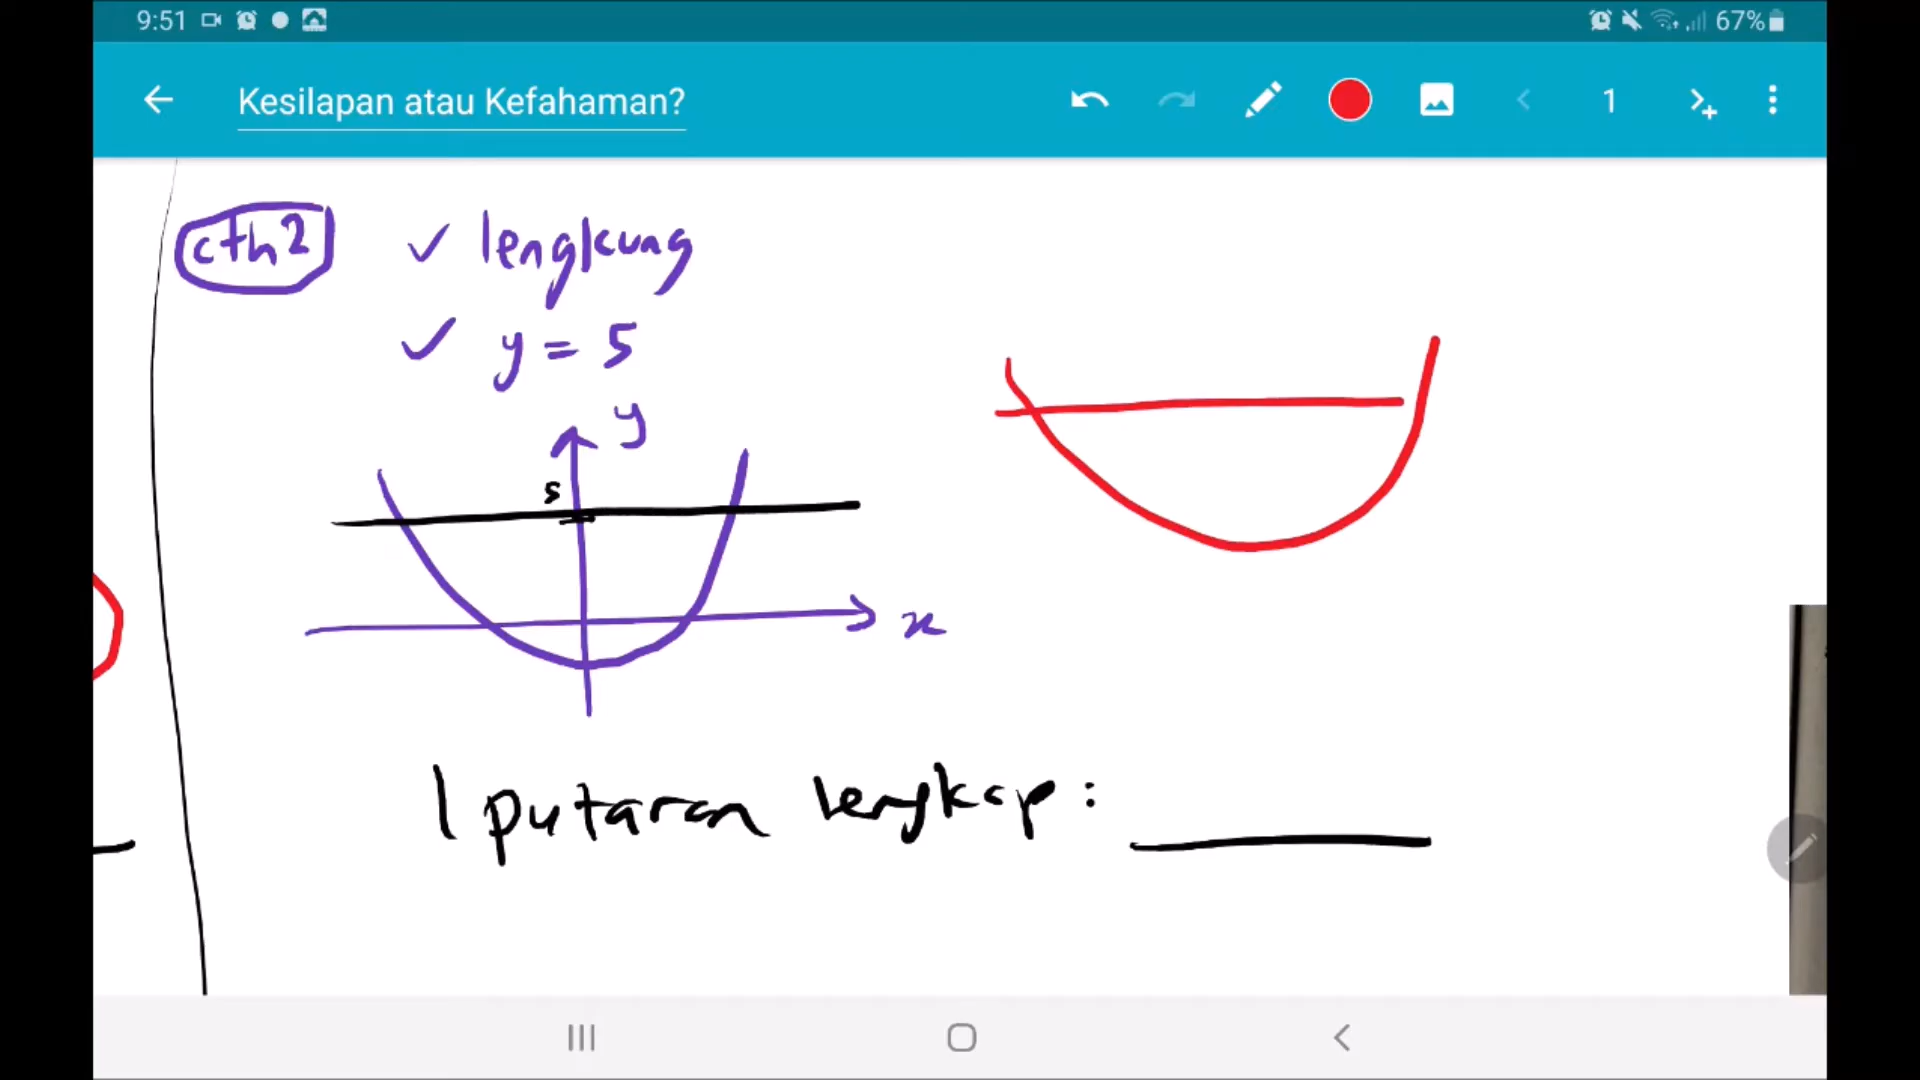 9:51
67%
Kesilapan atau Kefahaman?
1
cth2
✓ lengkung
✓ y = 5
y
5
x
1 putaran lengkap :